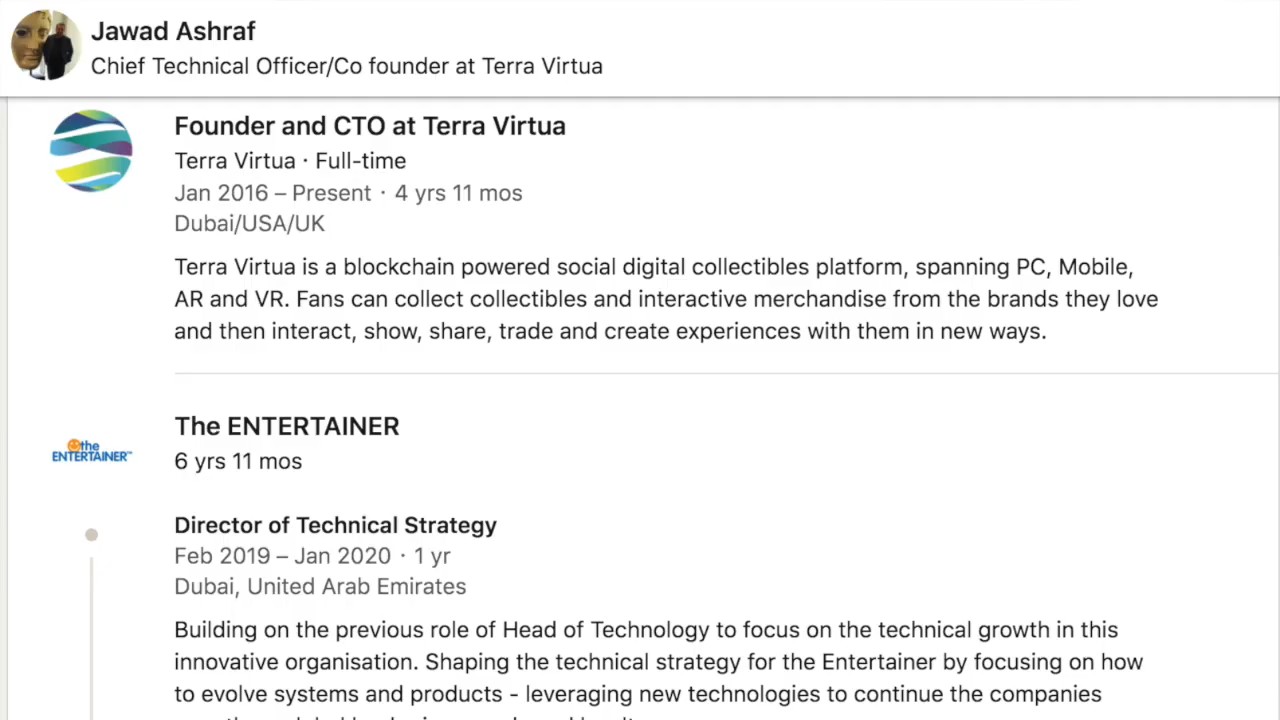 Jawad Ashraf
Chief Technical Officer/Co founder at Terra Virtua
Founder and CTO at Terra Virtua
Terra Virtua · Full-time
Jan 2016 – Present · 4 yrs 11 mos
Dubai/USA/UK
Terra Virtua is a blockchain powered social digital collectibles platform, spanning PC, Mobile,
AR and VR. Fans can collect collectibles and interactive merchandise from the brands they love
and then interact, show, share, trade and create experiences with them in new ways.
the
ENTERTAINER™
The ENTERTAINER
6 yrs 11 mos
Director of Technical Strategy
Feb 2019 – Jan 2020 · 1 yr
Dubai, United Arab Emirates
Building on the previous role of Head of Technology to focus on the technical growth in this
innovative organisation. Shaping the technical strategy for the Entertainer by focusing on how
to evolve systems and products - leveraging new technologies to continue the companies